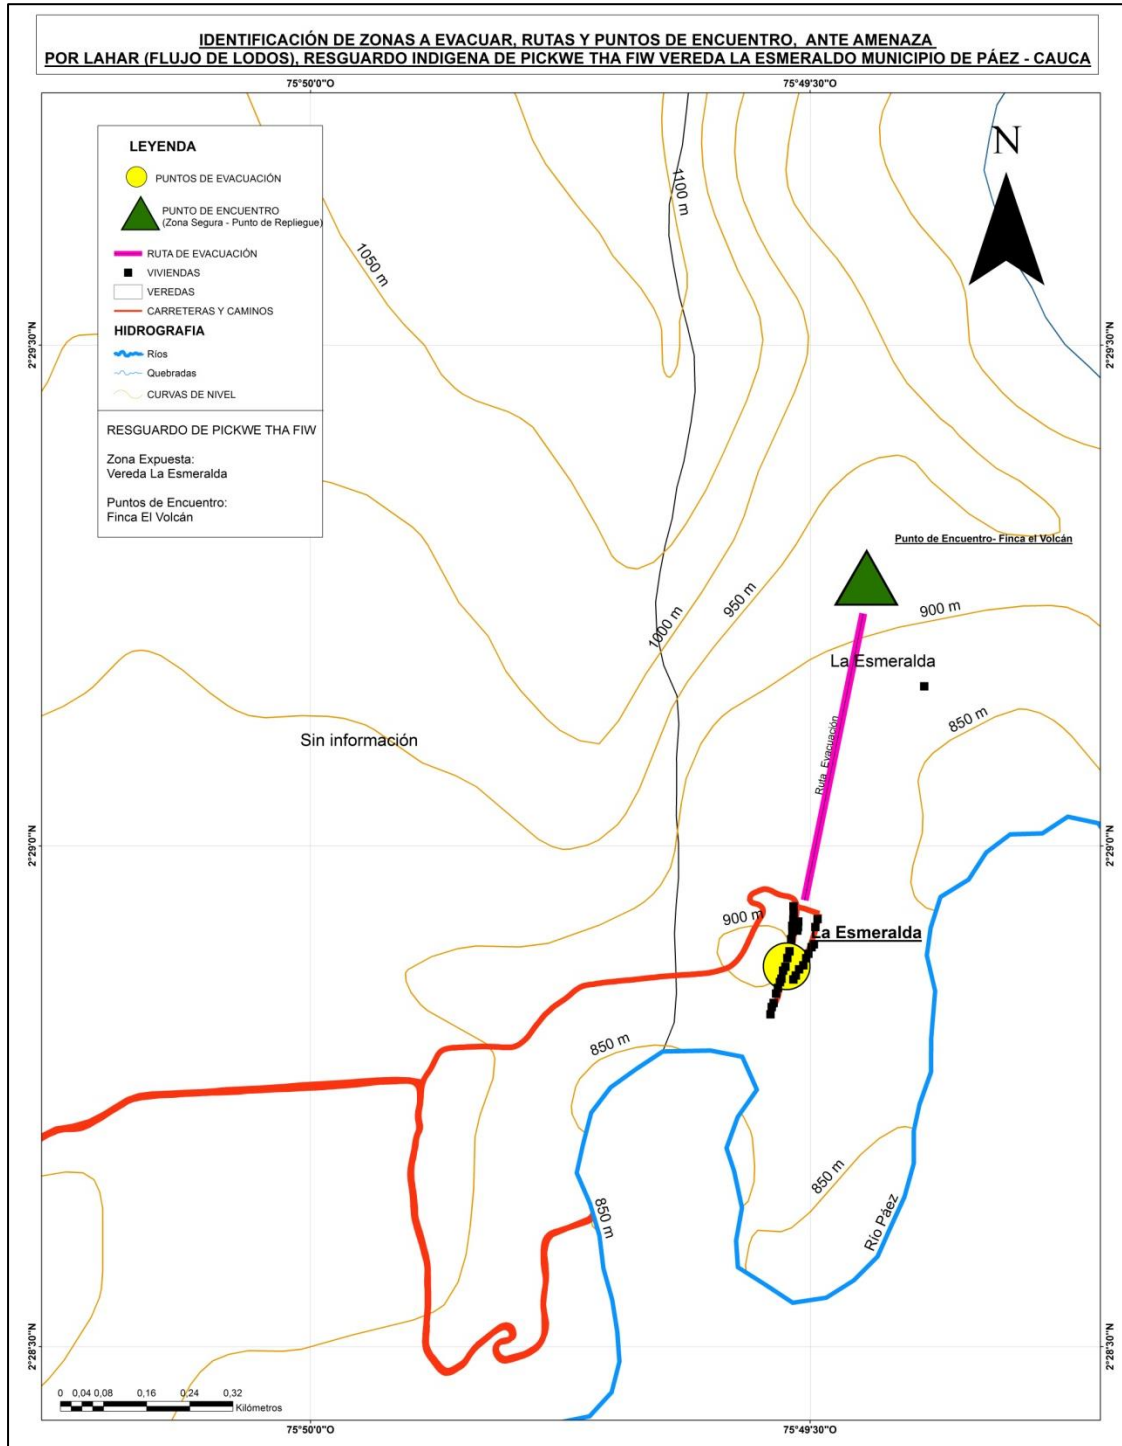 IDENTIFICACIÓN DE ZONAS A EVACUAR, RUTAS Y PUNTOS DE ENCUENTRO, ANTE AMENAZA
POR LAHAR (FLUJO DE LODOS), RESGUARDO INDIGENA DE PICKWE THA FIW VEREDA LA ESMERALDO MUNICIPIO DE PÁEZ - CAUCA
75°50'0"O
75°49'30"O
LEYENDA
PUNTOS DE EVACUACIÓN
PUNTO DE ENCUENTRO
(Zona Segura - Punto de Repliegue)
RUTA DE EVACUACIÓN
VIVIENDAS
VEREDAS
CARRETERAS Y CAMINOS
HIDROGRAFIA
Ríos
Quebradas
CURVAS DE NIVEL
RESGUARDO DE PICKWE THA FIW
Zona Expuesta:
Vereda La Esmeralda
Puntos de Encuentro:
Finca El Volcán
N
1100 m
1050 m
2°29'30"N
2°29'30"N
Punto de Encuentro- Finca el Volcán
950 m
900 m
1000 m
La Esmeralda
850 m
Sin información
Ruta Evacuación
2°29'0"N
2°29'0"N
900 m
La Esmeralda
850 m
850 m
850 m
Río Páez
2°28'30"N
2°28'30"N
0 0,04 0,08 0,16 0,24 0,32
Kilómetros
75°50'0"O
75°49'30"O